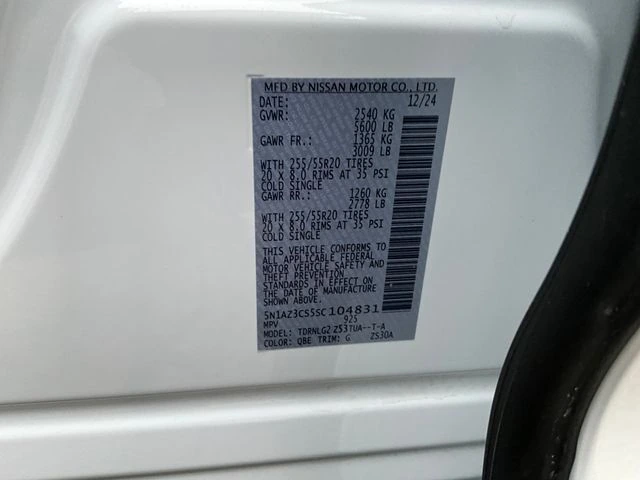 MFD BY NISSAN MOTOR CO., LTD.
DATE: 12/24
GVWR: 2540 KG
5600 LB
GAWR FR.: 1365 KG
3009 LB
WITH 255/55R20 TIRES
20 X 8.0 RIMS AT 35 PSI
COLD SINGLE
GAWR RR.: 1260 KG
2778 LB
WITH 255/55R20 TIRES
20 X 8.0 RIMS AT 35 PSI
COLD SINGLE
THIS VEHICLE CONFORMS TO
ALL APPLICABLE FEDERAL
MOTOR VEHICLE SAFETY AND
THEFT PREVENTION
STANDARDS IN EFFECT ON
THE DATE OF MANUFACTURE
SHOWN ABOVE.
5N1AZ3CS5SC104831
MPV 925
MODEL: TDRNLG2 Z53TUA--T-A
COLOR: QBE TRIM: G ZS30A